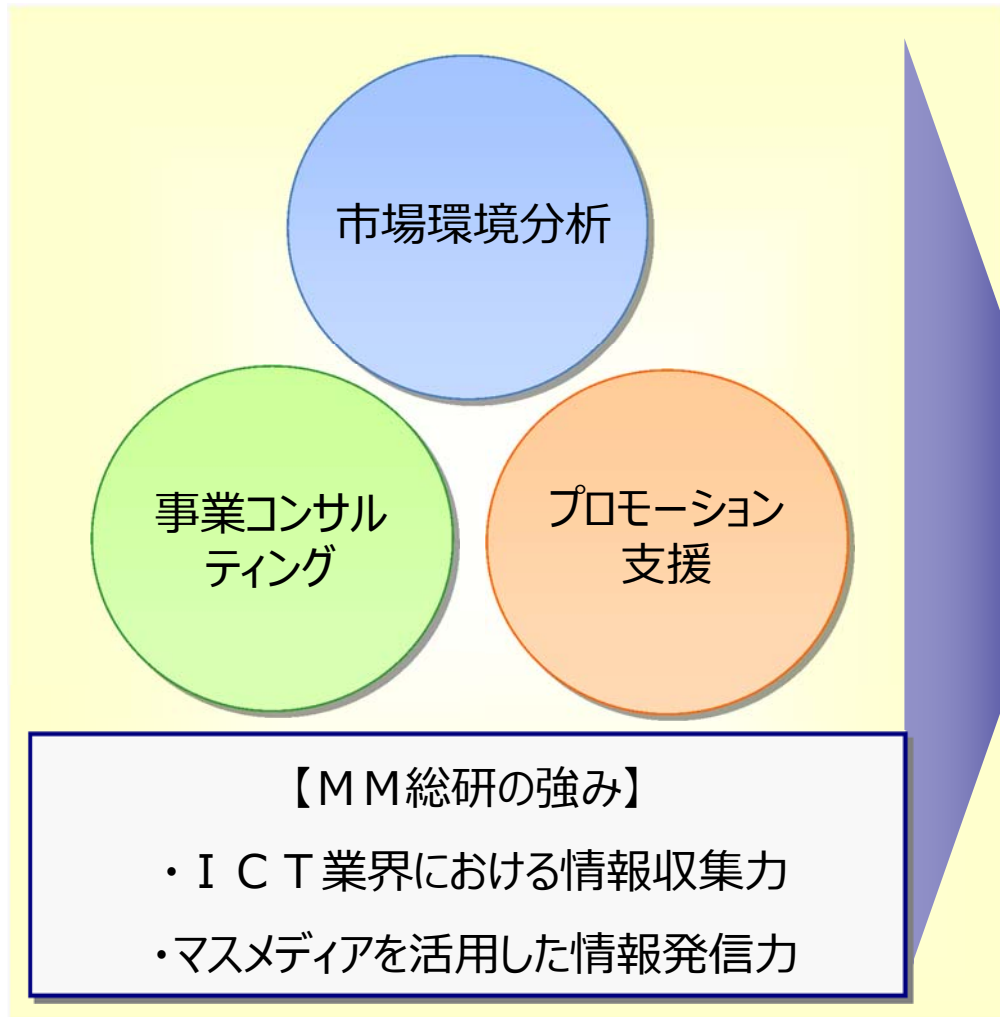 市場環境分析
事業コンサル
ティング
プロモーション
支援
【ＭＭ総研の強み】
・ＩＣＴ業界における情報収集力
・マスメディアを活用した情報発信力